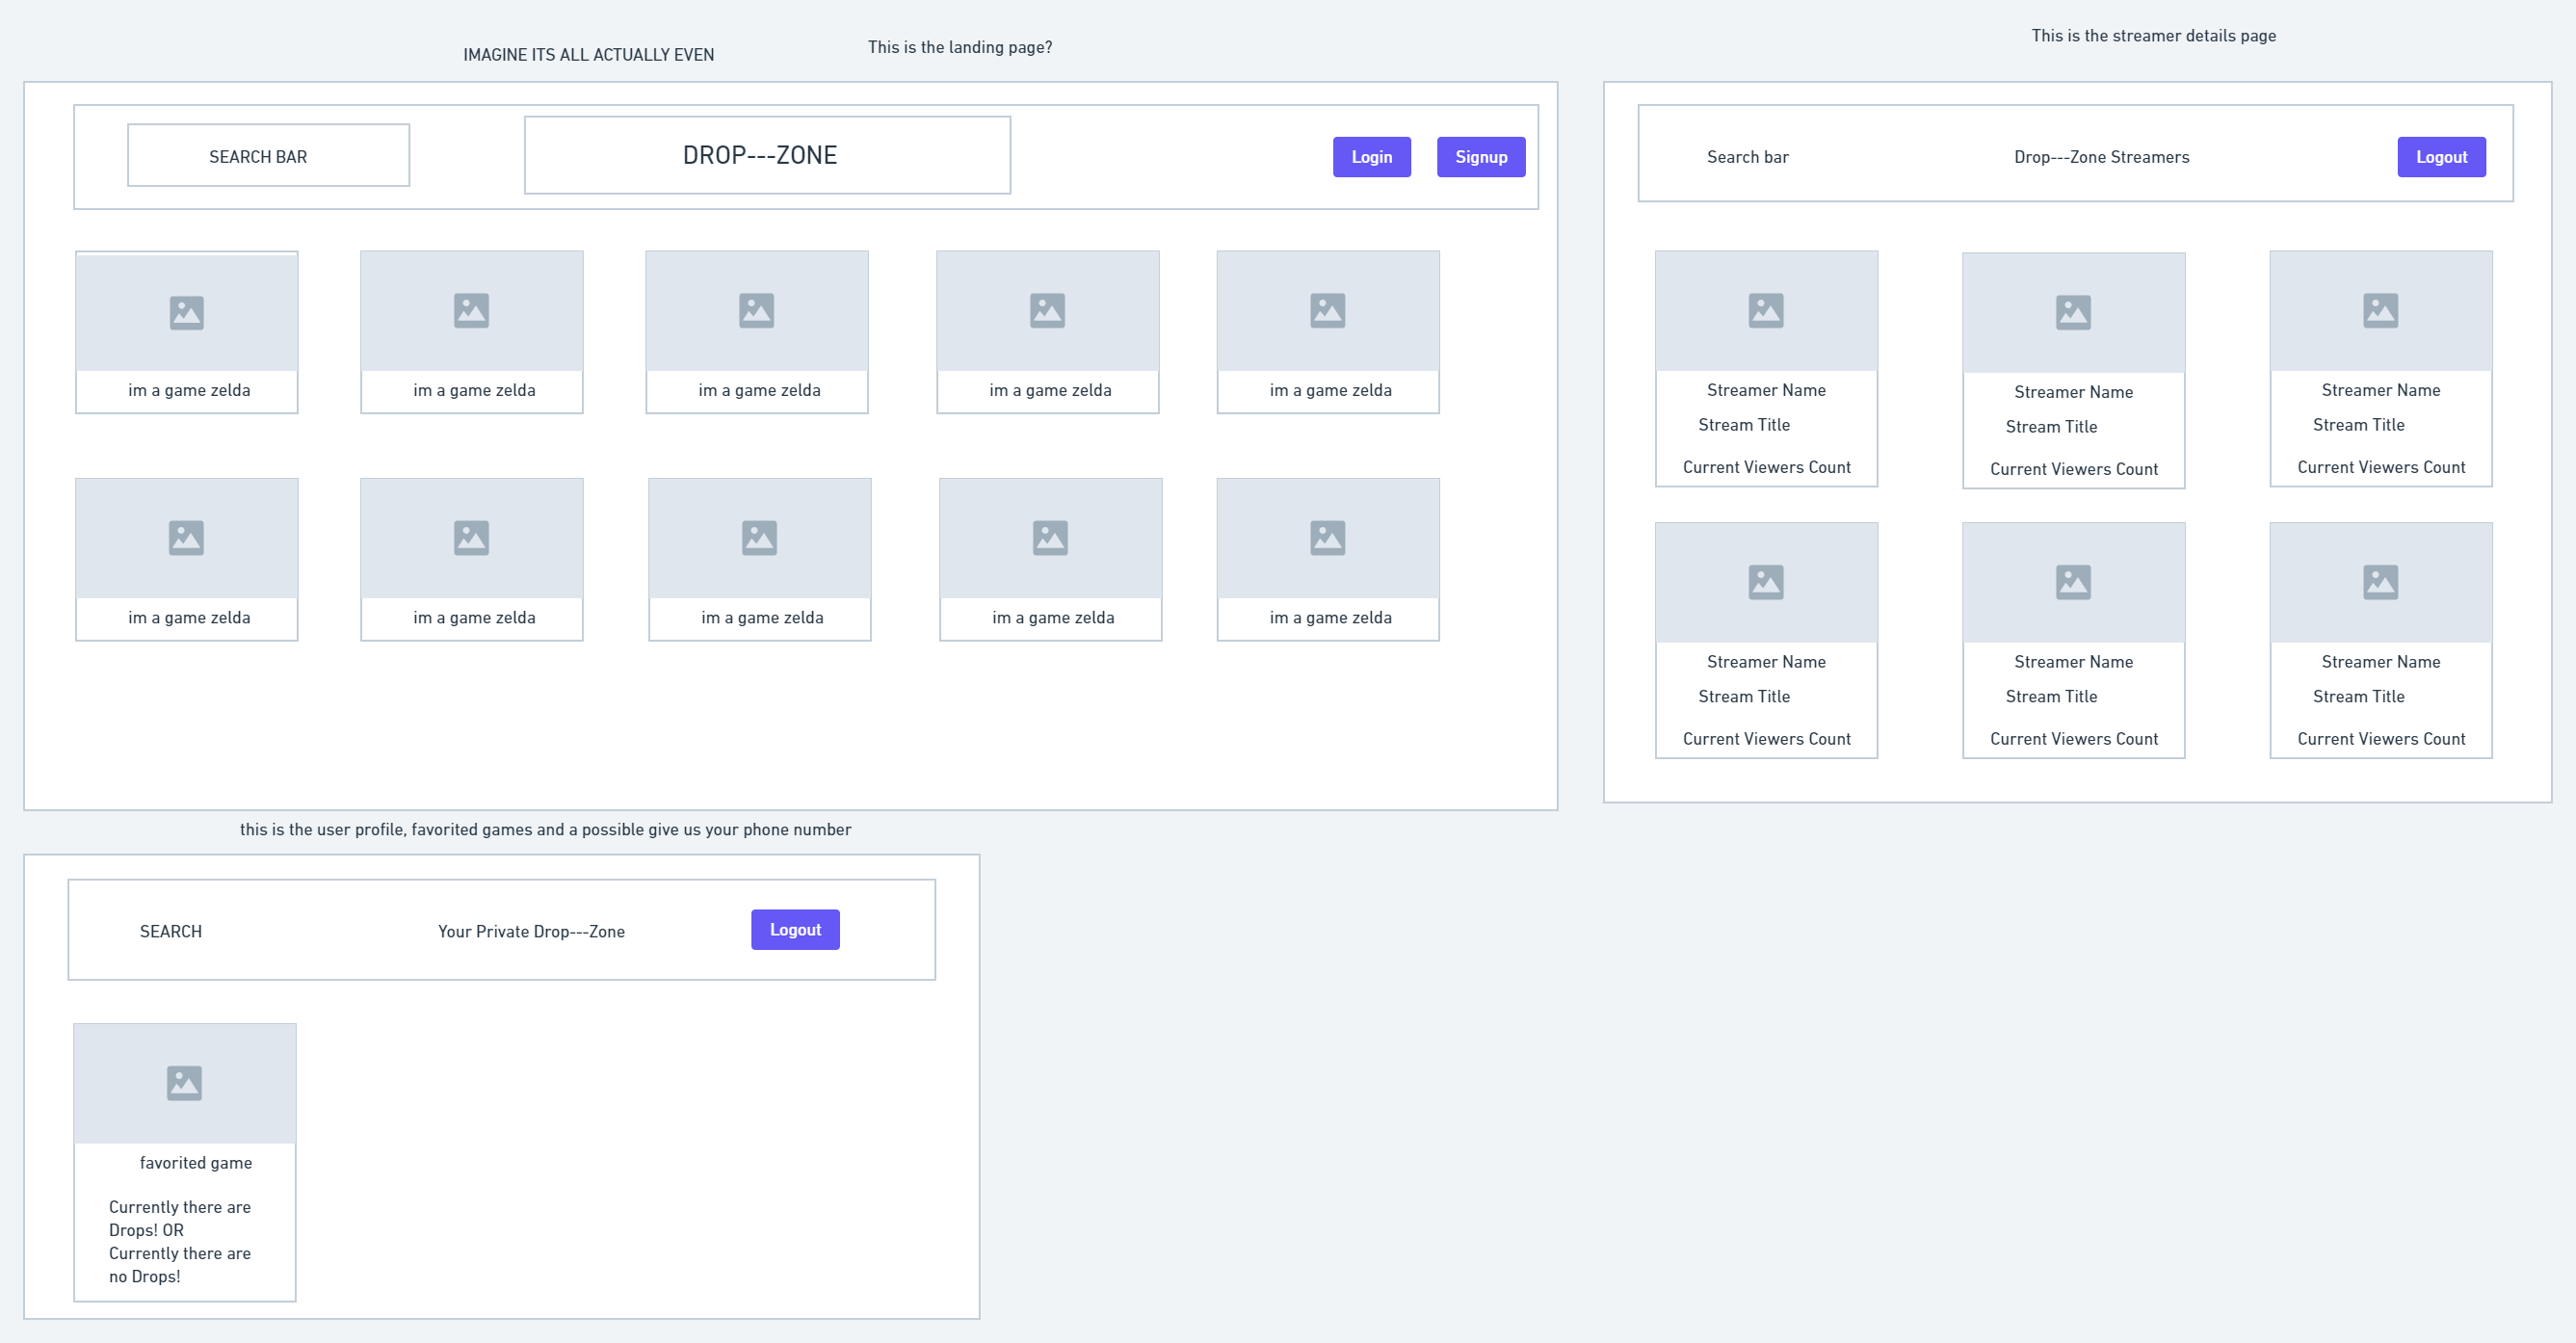 IMAGINE ITS ALL ACTUALLY EVEN
This is the landing page?
SEARCH BAR
DROP---ZONE
Login
Signup
im a game zelda
im a game zelda
im a game zelda
im a game zelda
im a game zelda
im a game zelda
im a game zelda
im a game zelda
im a game zelda
im a game zelda
This is the streamer details page
Search bar
Drop---Zone Streamers
Logout
Streamer Name
Stream Title
Current Viewers Count
Streamer Name
Stream Title
Current Viewers Count
Streamer Name
Stream Title
Current Viewers Count
Streamer Name
Stream Title
Current Viewers Count
Streamer Name
Stream Title
Current Viewers Count
Streamer Name
Stream Title
Current Viewers Count
this is the user profile, favorited games and a possible give us your phone number
SEARCH
Your Private Drop---Zone
Logout
favorited game
Currently there are
Drops! OR
Currently there are
no Drops!